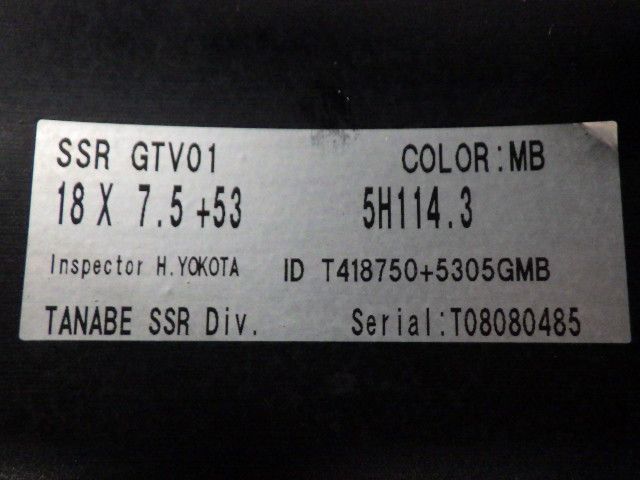 SSR GTV01 COLOR:MB
18 X 7.5 +53 5H114.3
Inspector H.YOKOTA ID T418750+5305GMB
TANABE SSR Div. Serial:T08080485